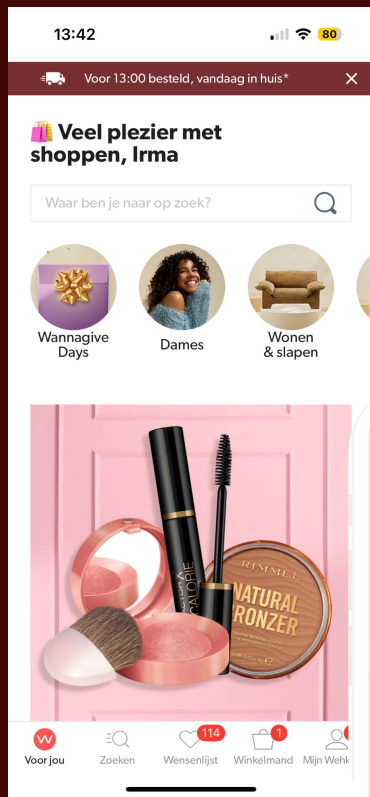 13:42
80
Voor 13:00 besteld, vandaag in huis*
🛍️ Veel plezier met
shoppen, Irma
Waar ben je naar op zoek?
Wannagive
Days
Dames
Wonen
& slapen
CALORIE
RIMMEL
NATURAL
BRONZER
W
114
1
Voor jou
Zoeken
Wensenlijst
Winkelmand
Mijn Wehk